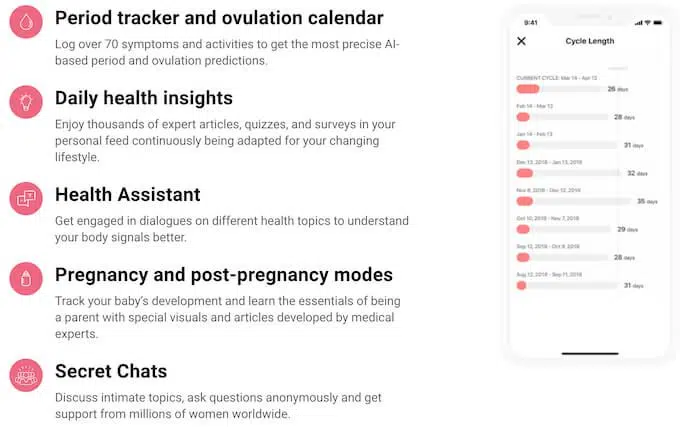 Period tracker and ovulation calendar
Log over 70 symptoms and activities to get the most precise AI-
based period and ovulation predictions.
Daily health insights
Enjoy thousands of expert articles, quizzes, and surveys in your
personal feed continuously being adapted for your changing
lifestyle.
Health Assistant
Get engaged in dialogues on different health topics to understand
your body signals better.
Pregnancy and post-pregnancy modes
Track your baby’s development and learn the essentials of being
a parent with special visuals and articles developed by medical
experts.
Secret Chats
Discuss intimate topics, ask questions anonymously and get
support from millions of women worldwide.
9:41
Cycle Length
CURRENT CYCLE: Mar 14 - Apr 12
26 days
Feb 14 - Mar 13
28 days
Jan 14 - Feb 13
31 days
Dec 13, 2018 - Jan 13, 2019
32 days
Nov 8, 2018 - Dec 12, 2018
35 days
Oct 10, 2018 - Nov 7, 2018
29 days
Sep 12, 2018 - Oct 9, 2018
28 days
Aug 12, 2018 - Sep 11, 2018
31 days